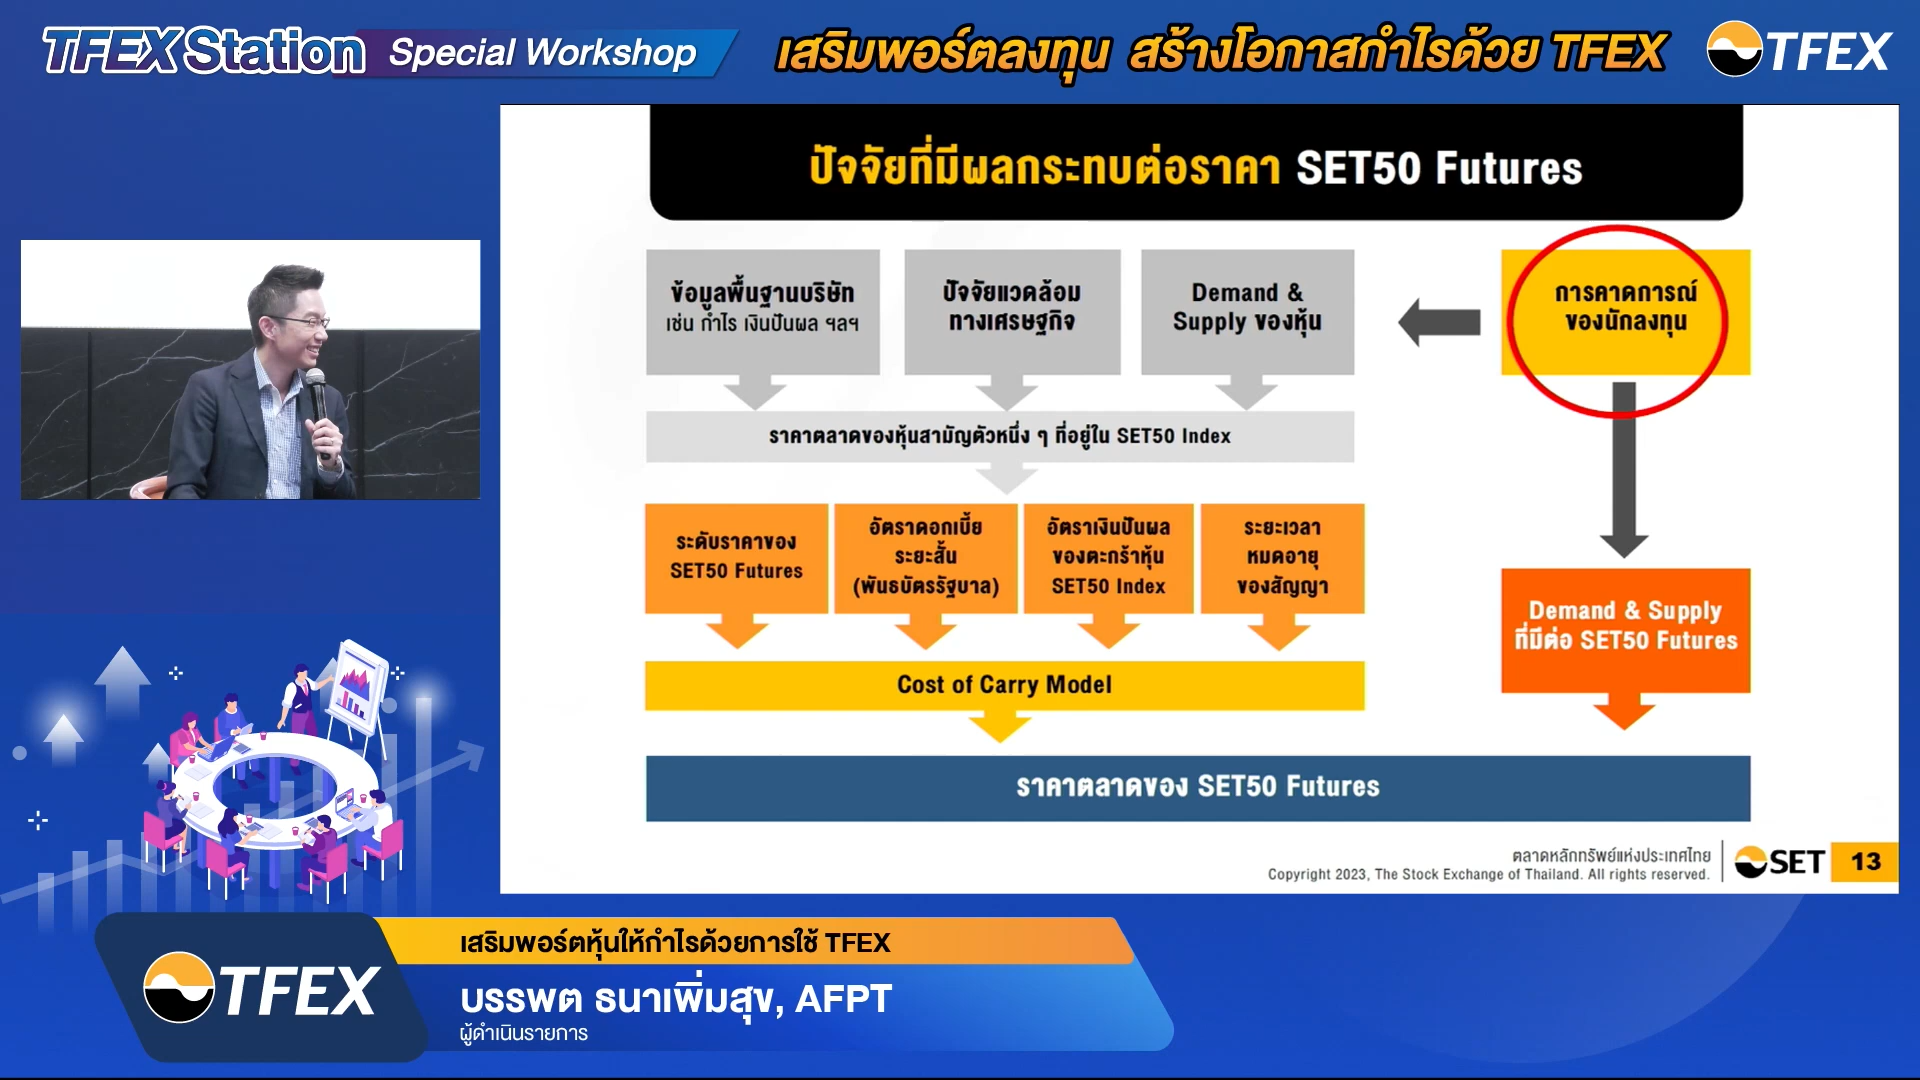 TFEX Station Special Workshop
เสริมพอร์ตลงทุน สร้างโอกาสกำไรด้วย TFEX
TFEX
ปัจจัยที่มีผลกระทบต่อราคา SET50 Futures
ข้อมูลพื้นฐานบริษัท
เช่น กำไร เงินปันผล ฯลฯ
ปัจจัยแวดล้อม
ทางเศรษฐกิจ
Demand &
Supply ของหุ้น
การคาดการณ์
ของนักลงทุน
ราคาตลาดของหุ้นสามัญตัวหนึ่ง ๆ ที่อยู่ใน SET50 Index
ระดับราคาของ
SET50 Futures
อัตราดอกเบี้ย
ระยะสั้น
(พันธบัตรรัฐบาล)
อัตราเงินปันผล
ของตะกร้าหุ้น
SET50 Index
ระยะเวลา
หมดอายุ
ของสัญญา
Demand & Supply
ที่มีต่อ SET50 Futures
Cost of Carry Model
ราคาตลาดของ SET50 Futures
ตลาดหลักทรัพย์แห่งประเทศไทย
Copyright 2023, The Stock Exchange of Thailand. All rights reserved.
SET
13
TFEX
เสริมพอร์ตหุ้นให้กำไรด้วยการใช้ TFEX
บรรพต ธนาเพิ่มสุข, AFPT
ผู้ดำเนินรายการ